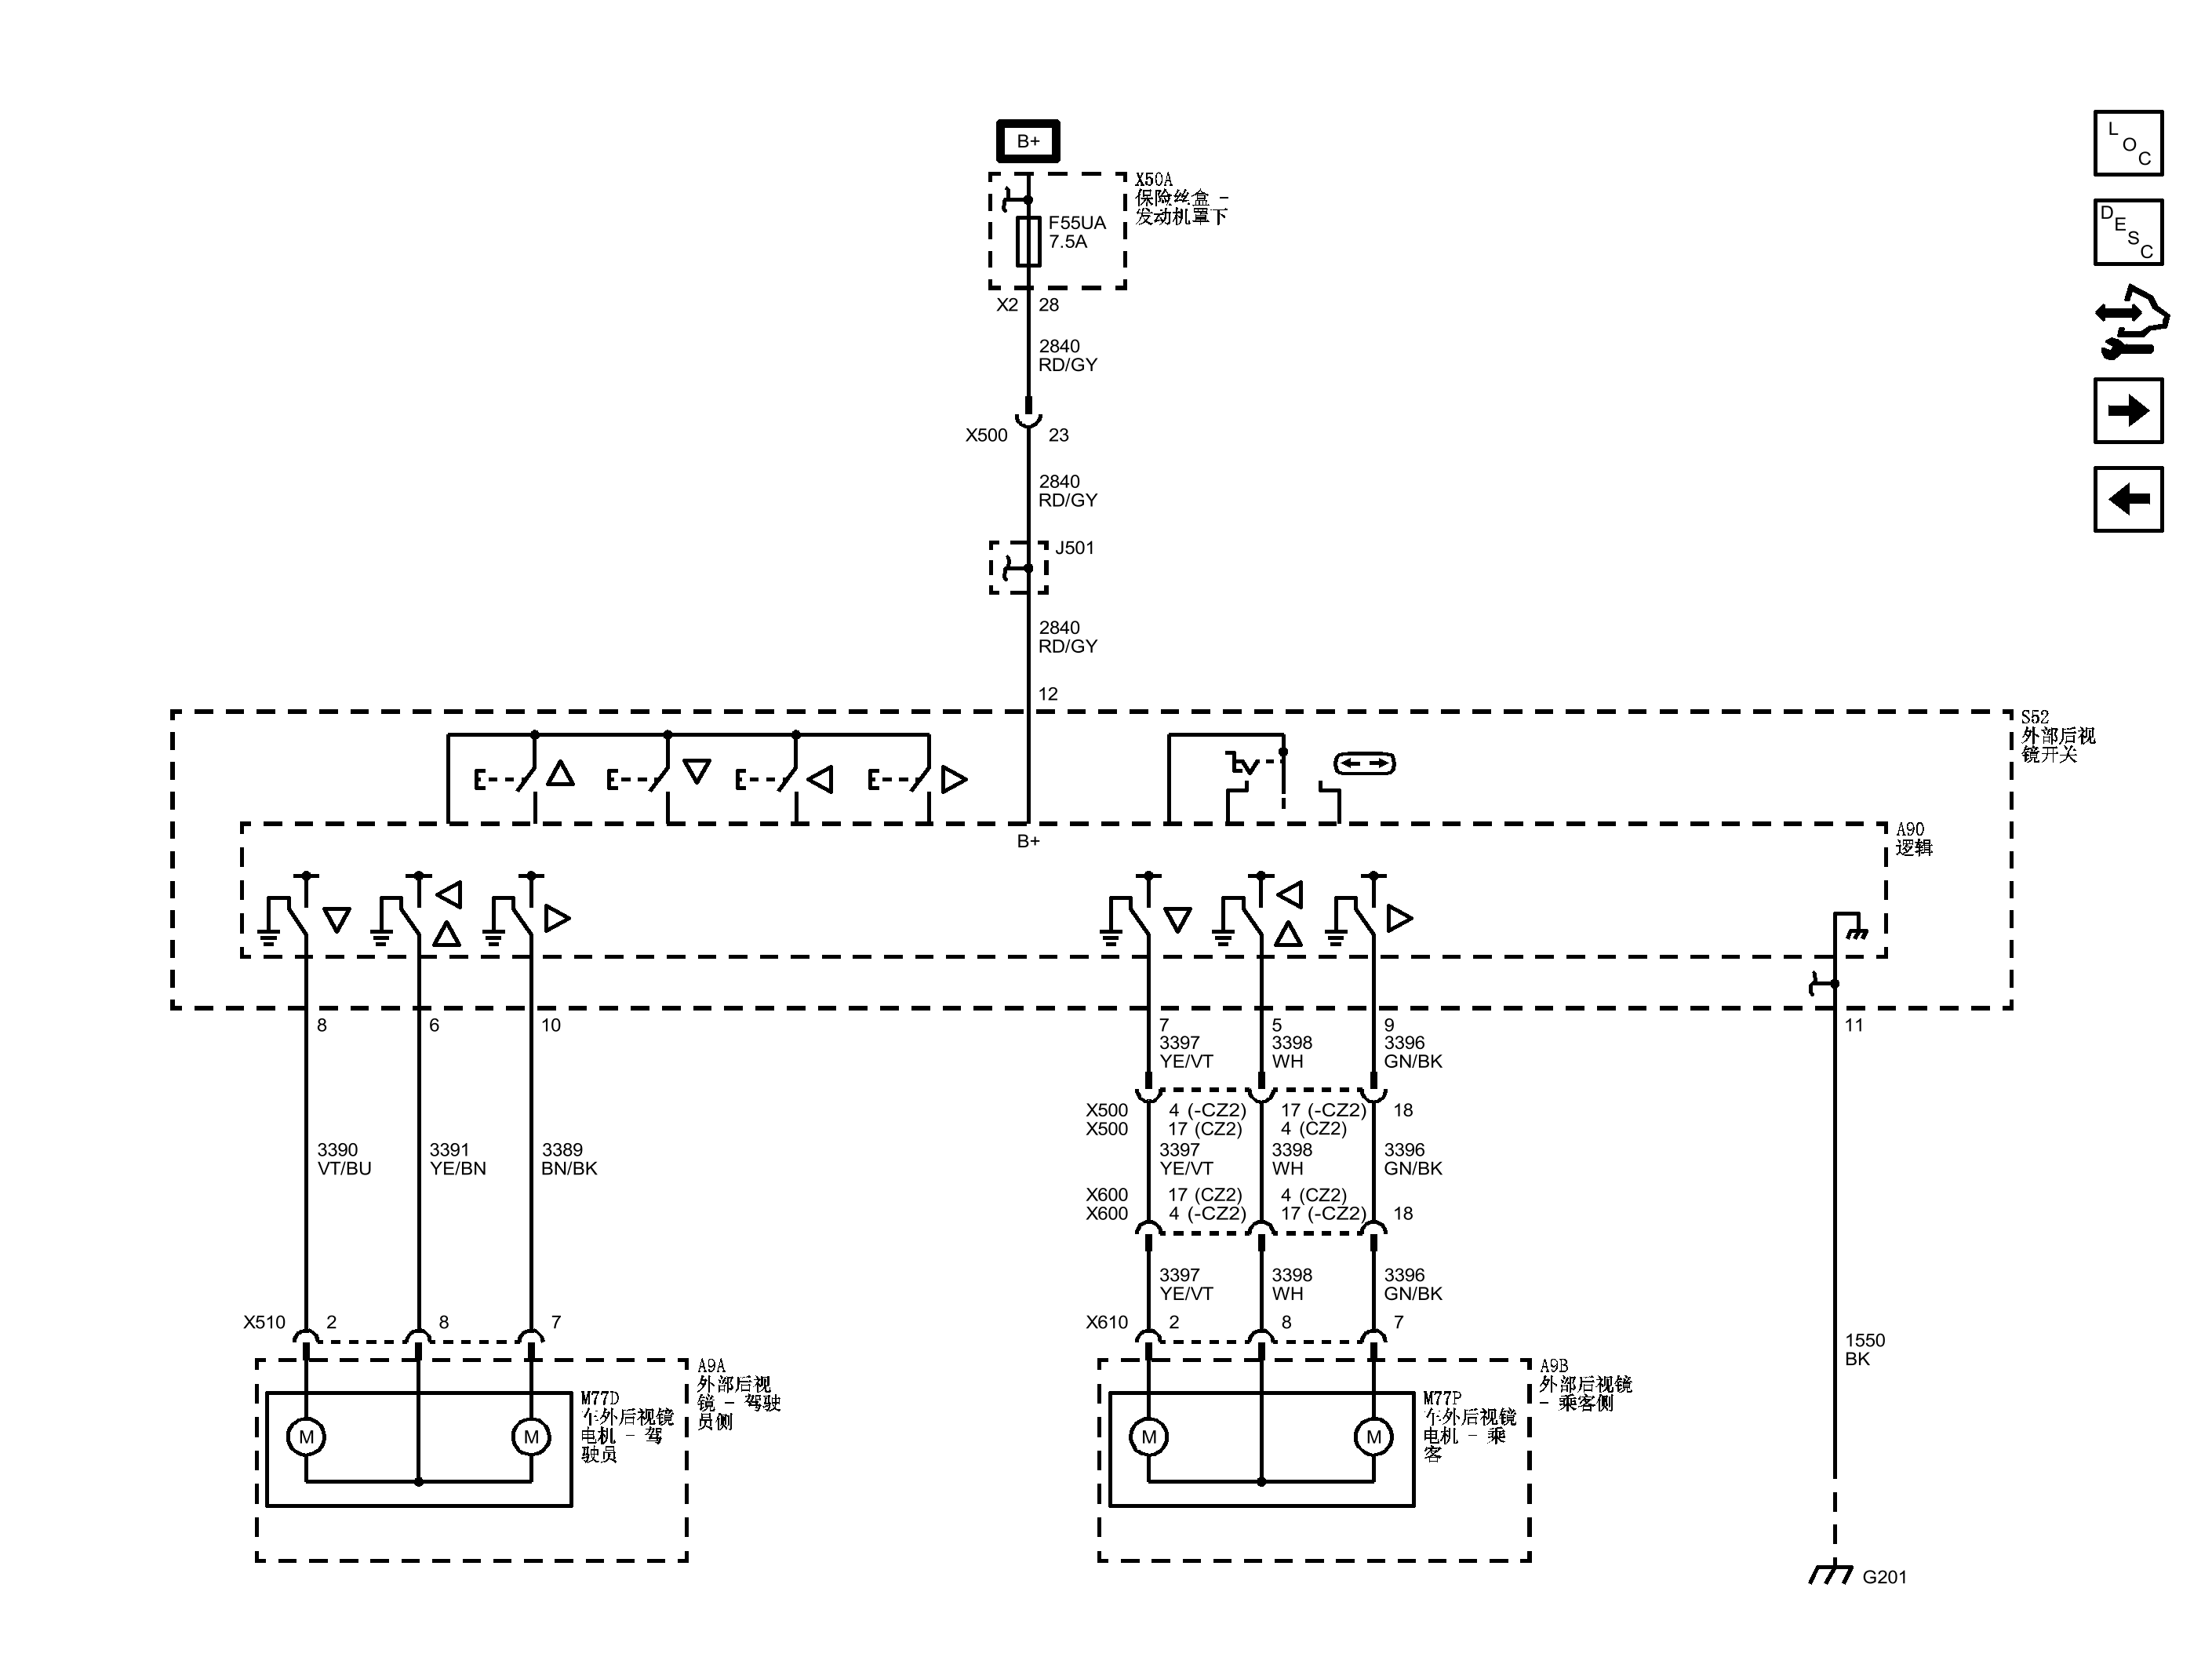 B+
X50A
保险丝盒 -
发动机罩下
F55UA
7.5A
X2 28
2840
RD/GY
X500 23
2840
RD/GY
J501
2840
RD/GY
12
S52
外部后视
镜开关
B+
A90
逻辑
8 6 10 7 5 9 11
3397 3398 3396
YE/VT WH GN/BK
X500 4 (-CZ2) 17 (-CZ2) 18
X500 17 (CZ2) 4 (CZ2)
3390 3391 3389 3397 3398 3396
VT/BU YE/BN BN/BK YE/VT WH GN/BK
X600 17 (CZ2) 4 (CZ2)
X600 4 (-CZ2) 17 (-CZ2) 18
3397 3398 3396
YE/VT WH GN/BK
X510 2 8 7 X610 2 8 7
1550
BK
A9A
外部后视
镜 - 驾驶
员侧
M77D
车外后视镜
电机 - 驾
驶员
M M
A9B
外部后视镜
- 乘客侧
M77P
车外后视镜
电机 - 乘
客
M M
G201
L
O
C
D
E
S
C